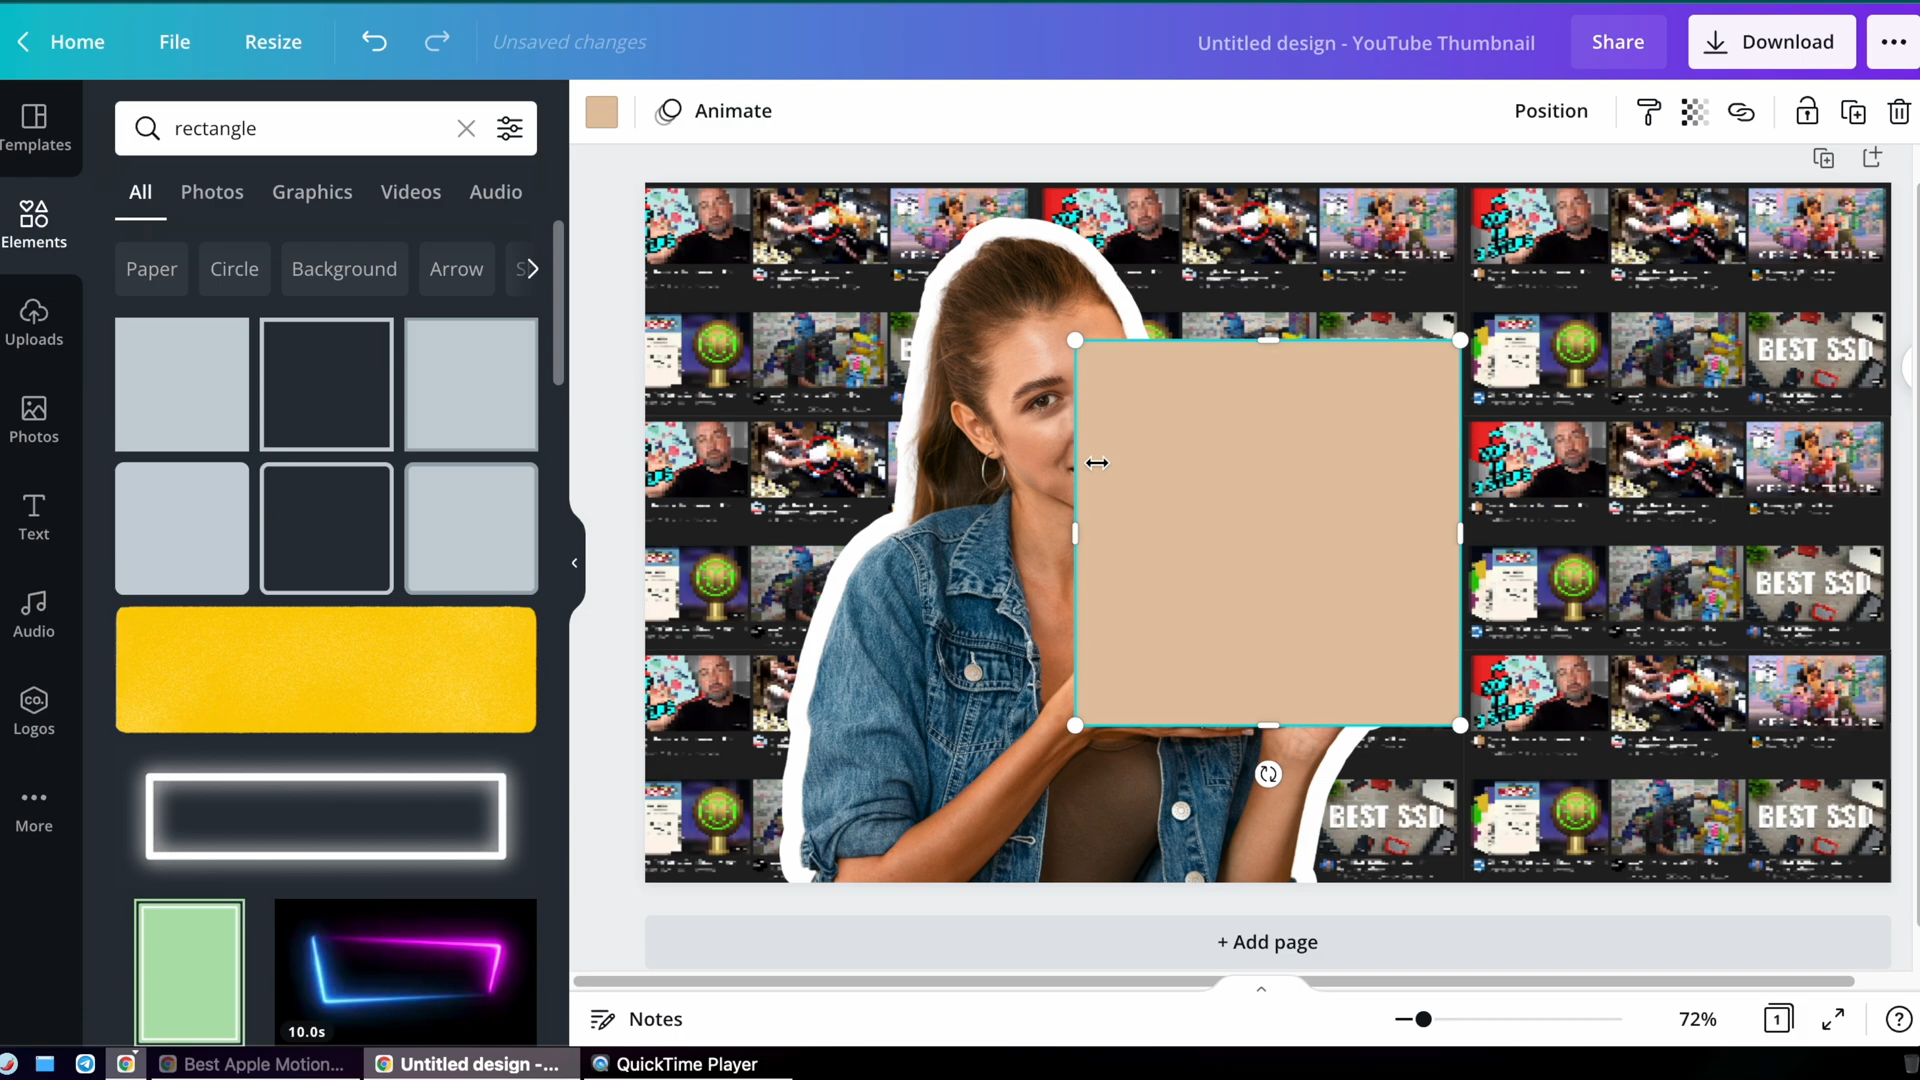 Home
File
Resize
Unsaved changes
Untitled design - YouTube Thumbnail
Share
Download
Templates
Elements
Uploads
Photos
Text
Audio
CO.
Logos
More
rectangle
All
Photos
Graphics
Videos
Audio
Paper
Circle
Background
Arrow
10.0s
Animate
Position
BEST SSD
BEST SSD
BEST SSD
BEST SSD
+ Add page
Notes
72%
1
Best Apple Motion...
Untitled design -...
QuickTime Player